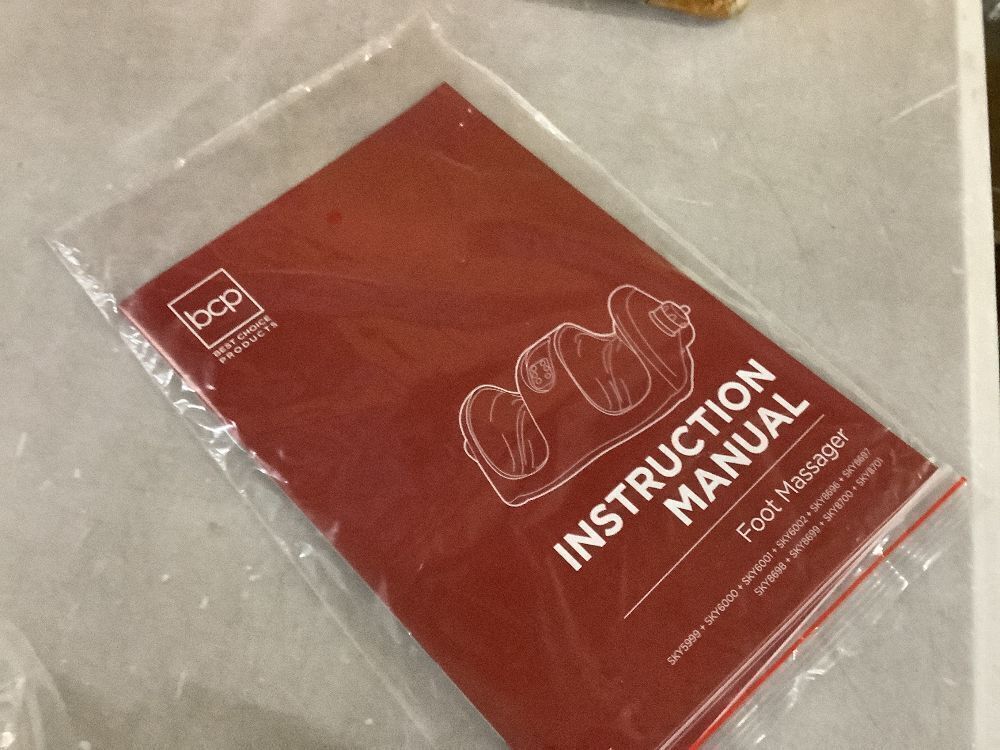 bcp
BEST CHOICE
PRODUCTS
INSTRUCTION
MANUAL
Foot Massager
SKY5999 + SKY6000 + SKY6001 + SKY6002 + SKY8696 + SKY8697
SKY8698 + SKY8699 + SKY8700 + SKY8701